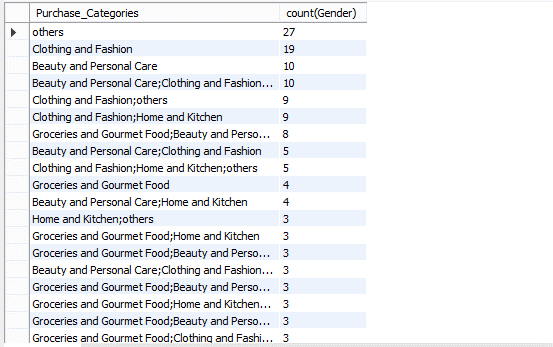 Purchase_Categories count(Gender)
others 27
Clothing and Fashion 19
Beauty and Personal Care 10
Beauty and Personal Care;Clothing and Fashion... 10
Clothing and Fashion;others 9
Clothing and Fashion;Home and Kitchen 9
Groceries and Gourmet Food;Beauty and Perso... 8
Beauty and Personal Care;Clothing and Fashion 5
Clothing and Fashion;Home and Kitchen;others 5
Groceries and Gourmet Food 4
Beauty and Personal Care;Home and Kitchen 4
Home and Kitchen;others 3
Groceries and Gourmet Food;Home and Kitchen 3
Groceries and Gourmet Food;Beauty and Perso... 3
Beauty and Personal Care;Clothing and Fashion... 3
Groceries and Gourmet Food;Beauty and Perso... 3
Groceries and Gourmet Food;Home and Kitchen... 3
Groceries and Gourmet Food;Beauty and Perso... 3
Groceries and Gourmet Food;Clothing and Fashi... 3